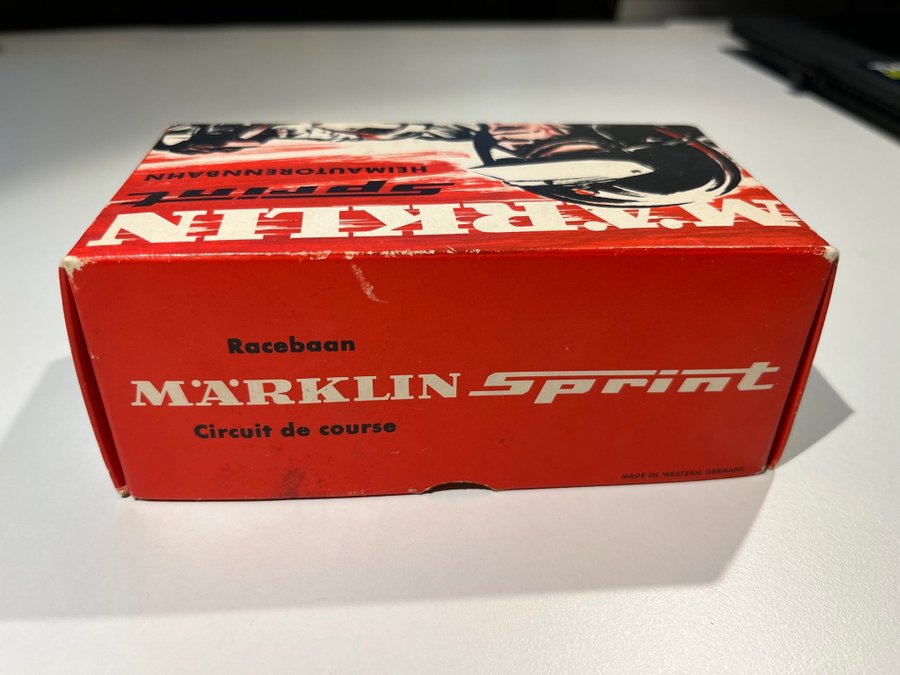 MÄRKLIN
Sprint
HEIMAUTORENNBAHN
Racebaan
MÄRKLIN Sprint
Circuit de course
MADE IN WESTERN GERMANY